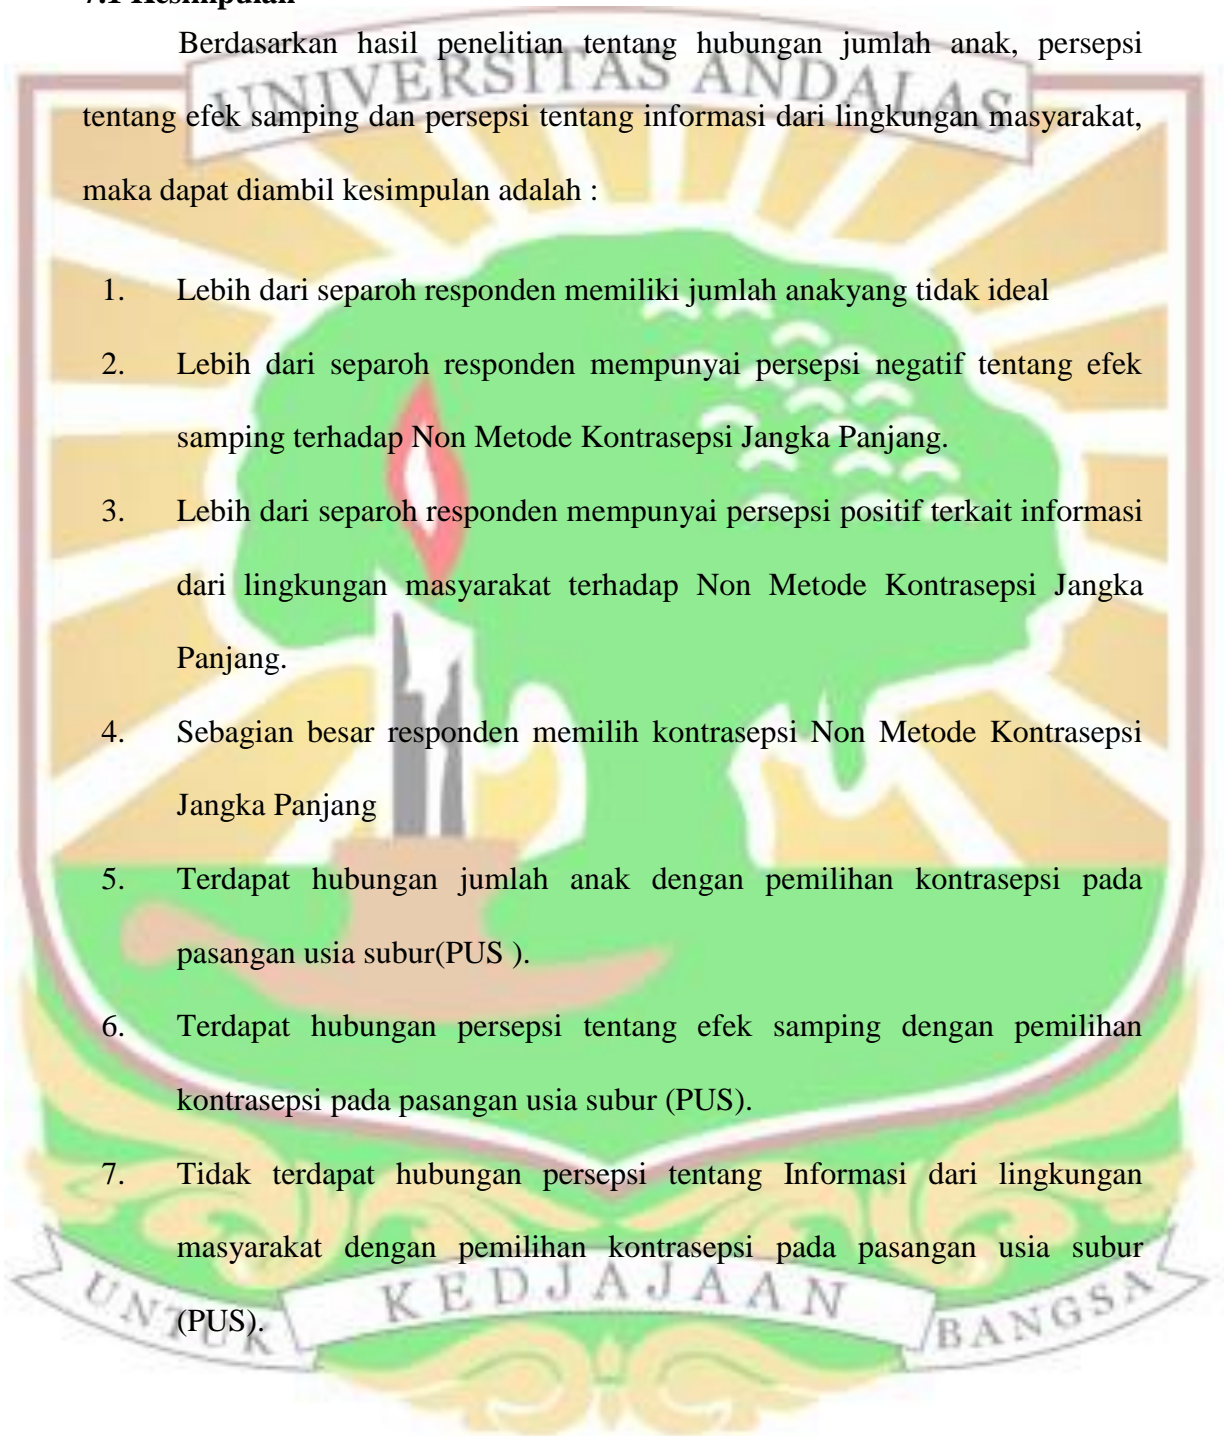 7.1 Kesimpulan
Berdasarkan hasil penelitian tentang hubungan jumlah anak, persepsi
tentang efek samping dan persepsi tentang informasi dari lingkungan masyarakat,
maka dapat diambil kesimpulan adalah :
1. Lebih dari separoh responden memiliki jumlah anakyang tidak ideal
2. Lebih dari separoh responden mempunyai persepsi negatif tentang efek
samping terhadap Non Metode Kontrasepsi Jangka Panjang.
3. Lebih dari separoh responden mempunyai persepsi positif terkait informasi
dari lingkungan masyarakat terhadap Non Metode Kontrasepsi Jangka
Panjang.
4. Sebagian besar responden memilih kontrasepsi Non Metode Kontrasepsi
Jangka Panjang
5. Terdapat hubungan jumlah anak dengan pemilihan kontrasepsi pada
pasangan usia subur(PUS ).
6. Terdapat hubungan persepsi tentang efek samping dengan pemilihan
kontrasepsi pada pasangan usia subur (PUS).
7. Tidak terdapat hubungan persepsi tentang Informasi dari lingkungan
masyarakat dengan pemilihan kontrasepsi pada pasangan usia subur
(PUS).
UNIVERSITAS ANDALAS
UNTUK KEDJAJAAN BANGSA